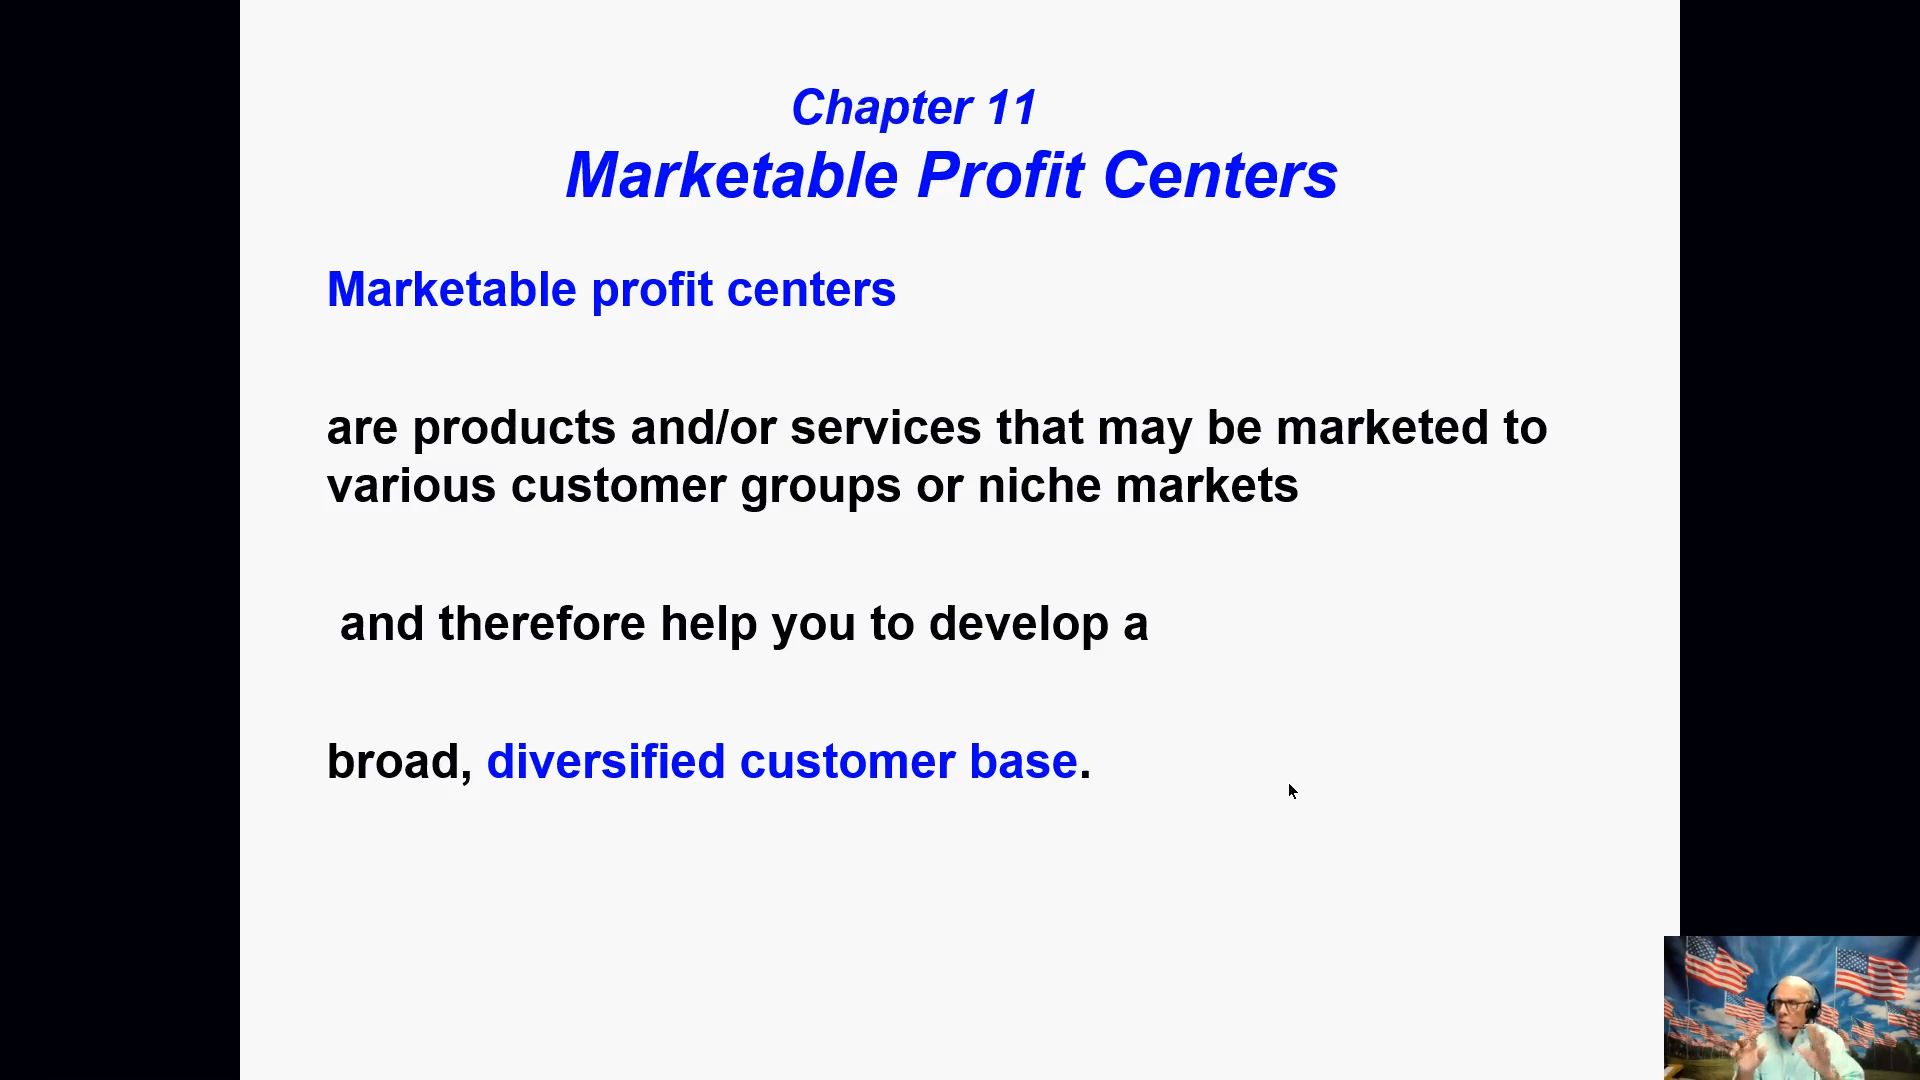 Chapter 11
Marketable Profit Centers
Marketable profit centers
are products and/or services that may be marketed to
various customer groups or niche markets
and therefore help you to develop a
broad, diversified customer base.